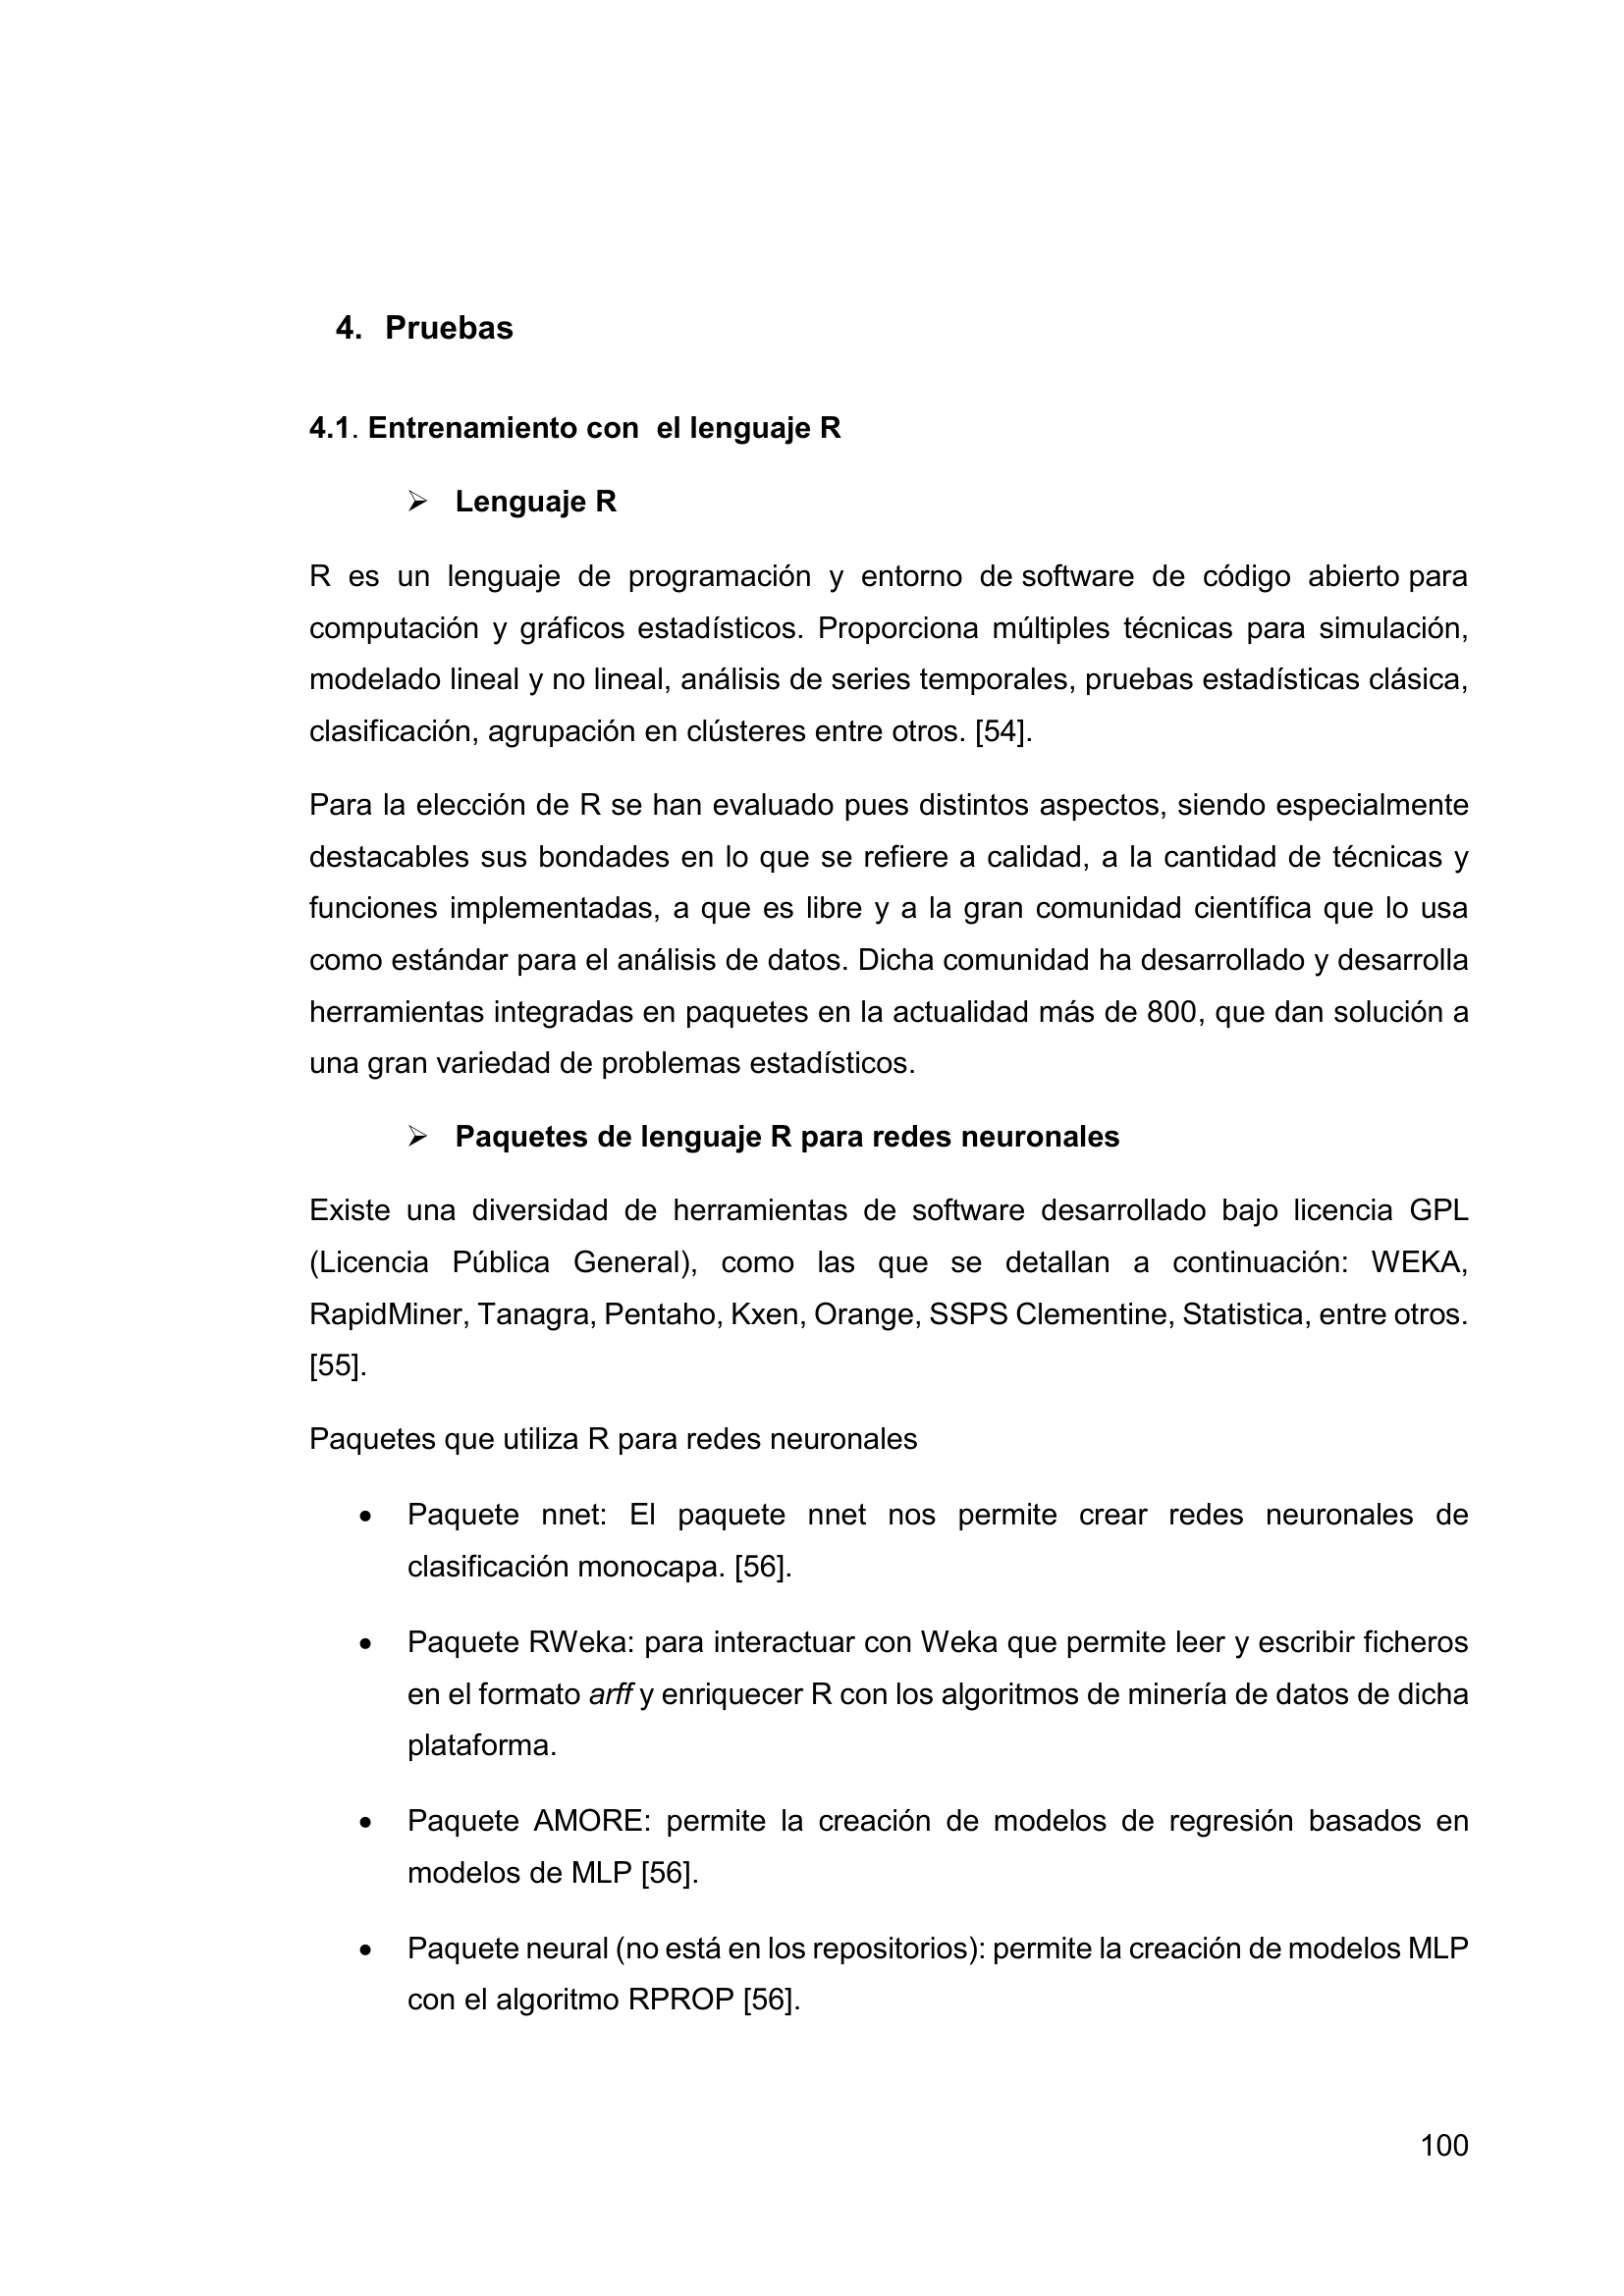 4. Pruebas
4.1. Entrenamiento con  el lenguaje R
➢ Lenguaje R
R es un lenguaje de programación y entorno de software de código abierto para
computación y gráficos estadísticos. Proporciona múltiples técnicas para simulación,
modelado lineal y no lineal, análisis de series temporales, pruebas estadísticas clásica,
clasificación, agrupación en clústeres entre otros. [54].
Para la elección de R se han evaluado pues distintos aspectos, siendo especialmente
destacables sus bondades en lo que se refiere a calidad, a la cantidad de técnicas y
funciones implementadas, a que es libre y a la gran comunidad científica que lo usa
como estándar para el análisis de datos. Dicha comunidad ha desarrollado y desarrolla
herramientas integradas en paquetes en la actualidad más de 800, que dan solución a
una gran variedad de problemas estadísticos.
➢ Paquetes de lenguaje R para redes neuronales
Existe una diversidad de herramientas de software desarrollado bajo licencia GPL
(Licencia Pública General), como las que se detallan a continuación: WEKA,
RapidMiner, Tanagra, Pentaho, Kxen, Orange, SSPS Clementine, Statistica, entre otros.
[55].
Paquetes que utiliza R para redes neuronales
• Paquete nnet: El paquete nnet nos permite crear redes neuronales de
clasificación monocapa. [56].
• Paquete RWeka: para interactuar con Weka que permite leer y escribir ficheros
en el formato arff y enriquecer R con los algoritmos de minería de datos de dicha
plataforma.
• Paquete AMORE: permite la creación de modelos de regresión basados en
modelos de MLP [56].
• Paquete neural (no está en los repositorios): permite la creación de modelos MLP
con el algoritmo RPROP [56].
100